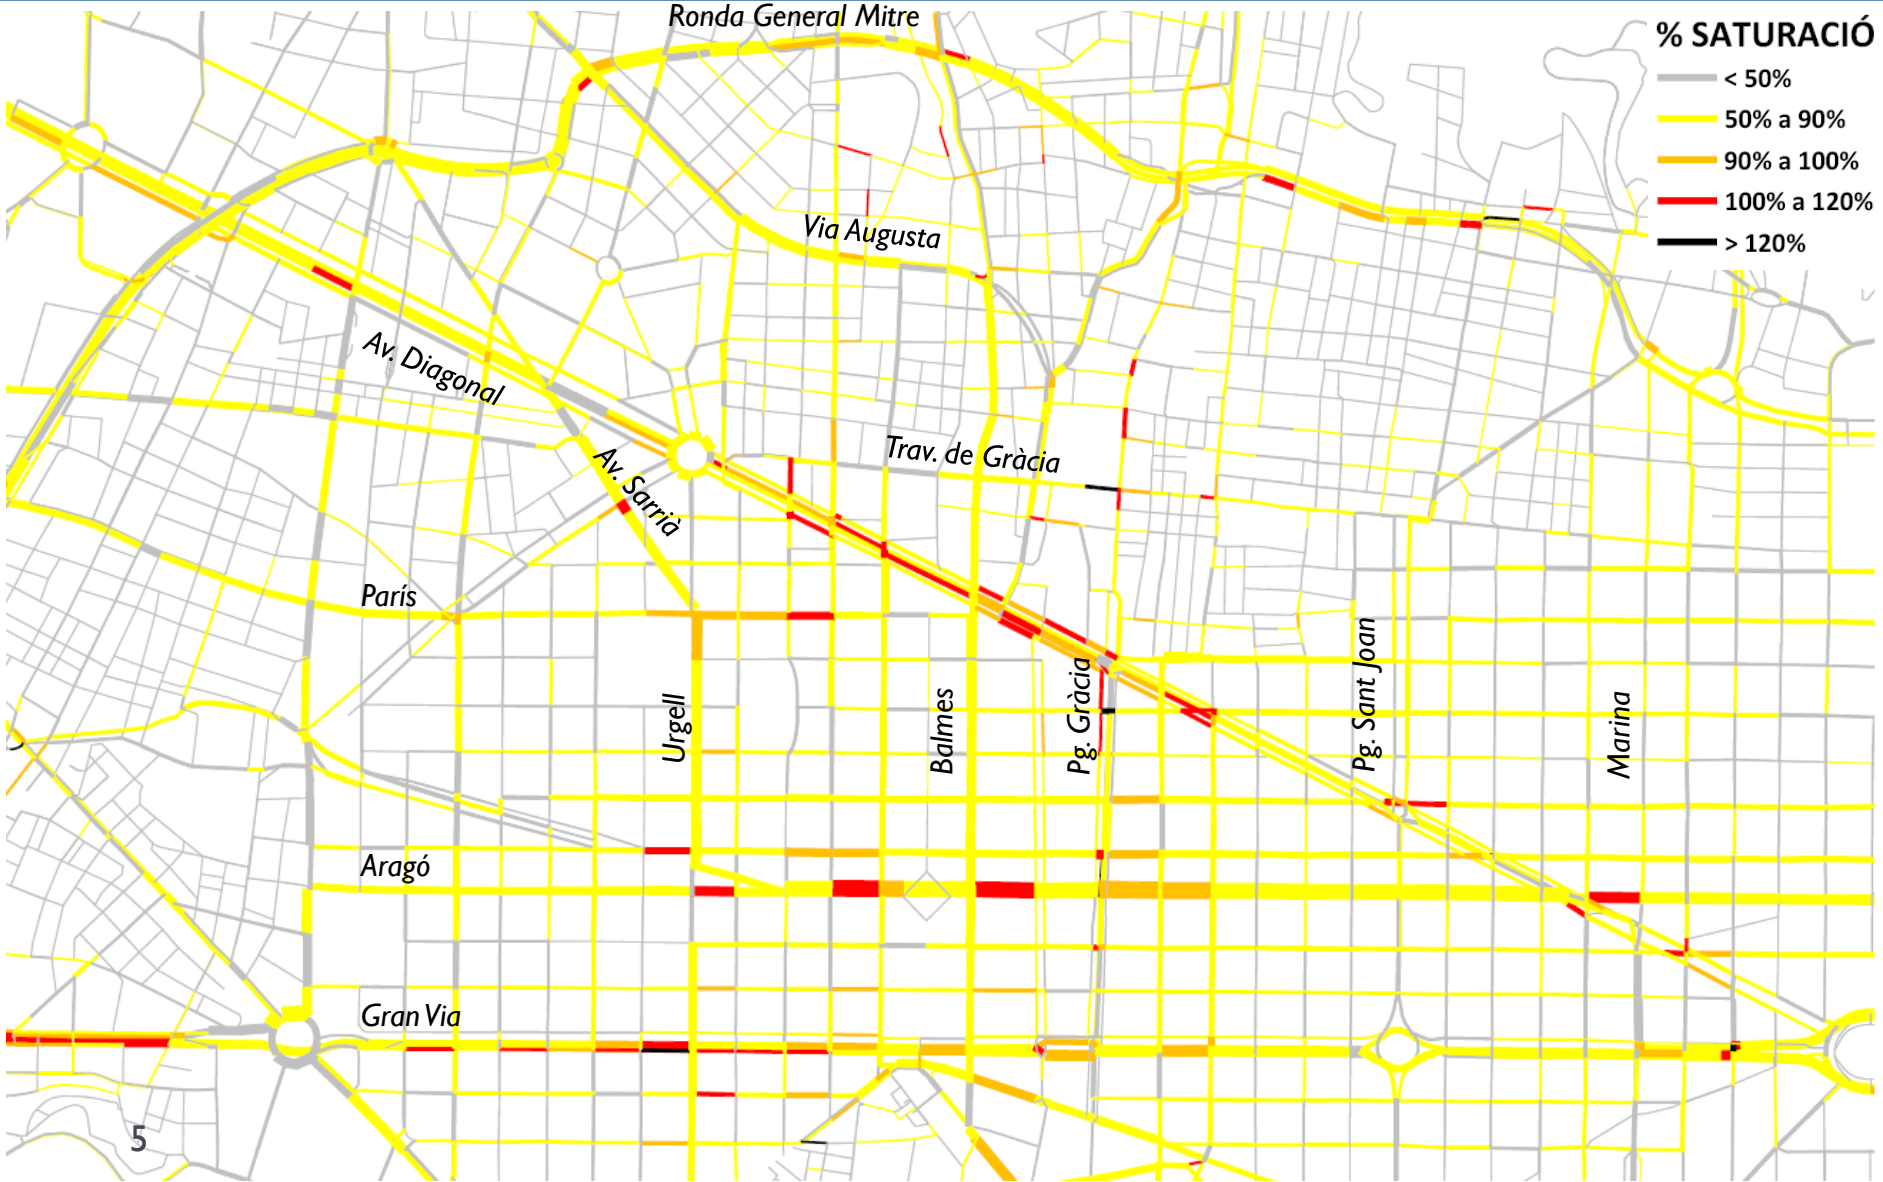 Ronda General Mitre
% SATURACIÓ
< 50%
50% a 90%
90% a 100%
100% a 120%
> 120%
Via Augusta
Av. Diagonal
Av. Sarrià
Trav. de Gràcia
París
Urgell
Balmes
Pg. Gràcia
Pg. Sant Joan
Marina
Aragó
Gran Via
5